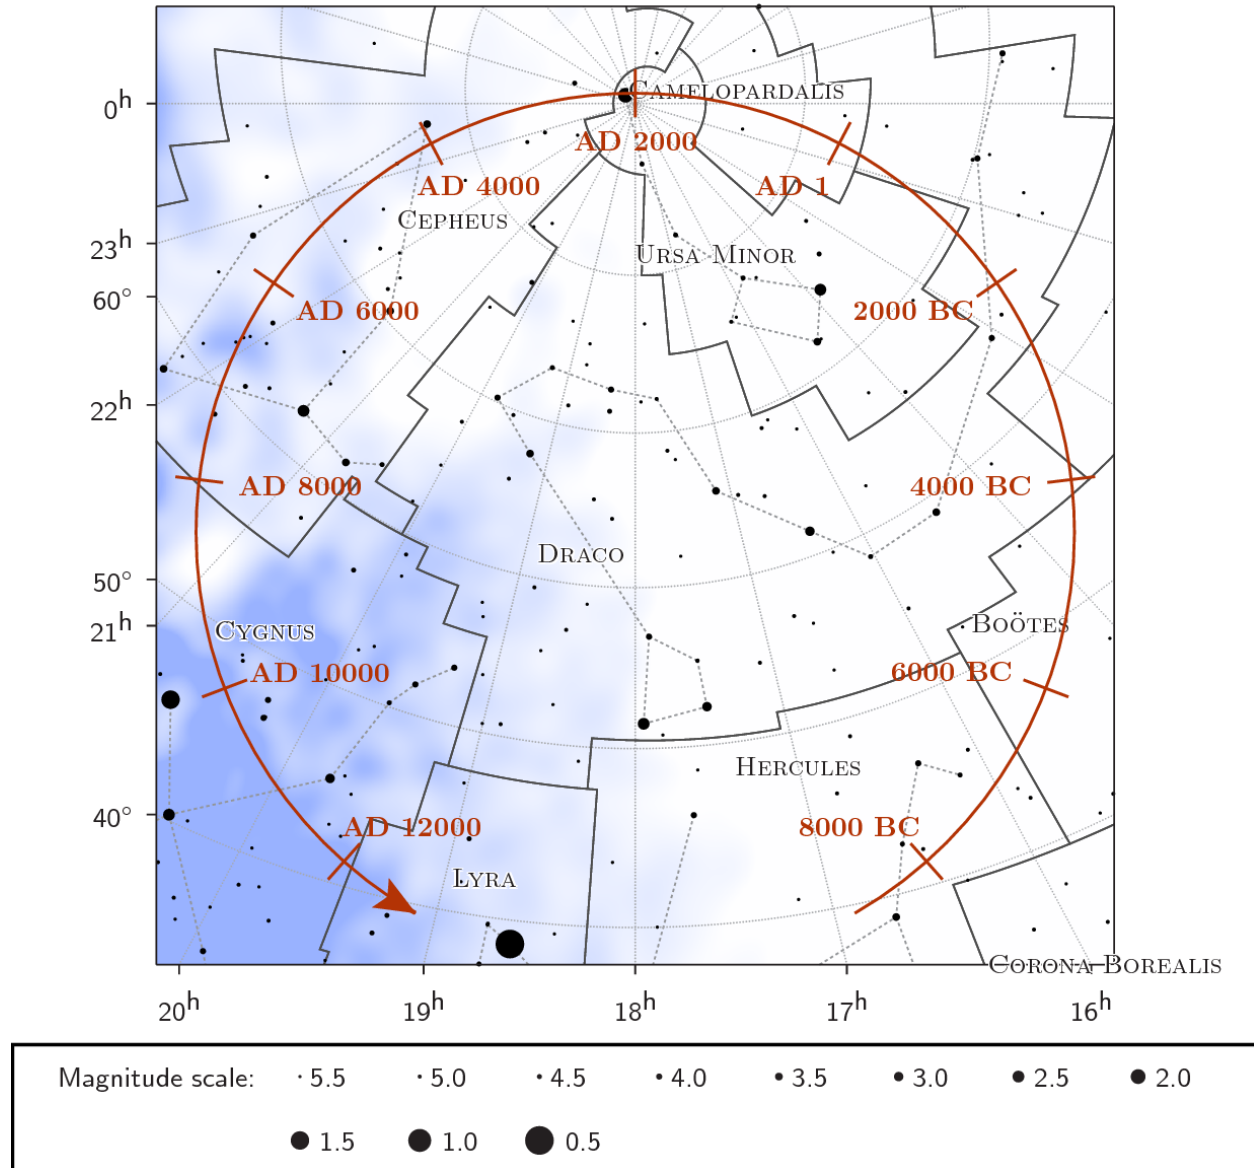 CAMELOPARDALIS
0h
AD 2000
AD 4000
AD 1
CEPHEUS
23h
URSA MINOR
60°
AD 6000
2000 BC
22h
AD 8000
4000 BC
DRACO
50°
21h
CYGNUS
BOÖTES
AD 10000
6000 BC
HERCULES
40°
AD 12000
8000 BC
LYRA
CORONA BOREALIS
20h 19h 18h 17h 16h
Magnitude scale: 5.5 5.0 4.5 4.0 3.5 3.0 2.5 2.0
1.5 1.0 0.5